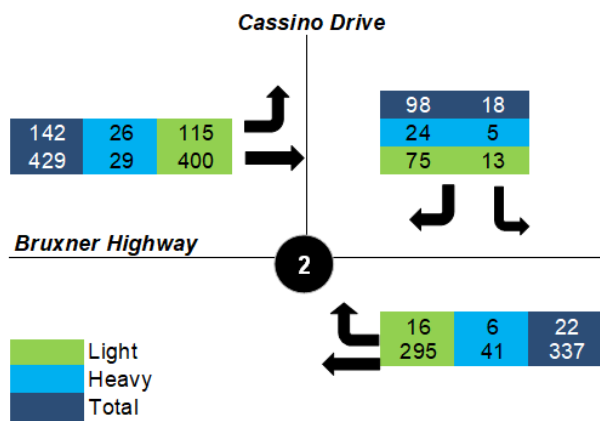 Cassino Drive
142 26 115
429 29 400
98 18
24 5
75 13
Bruxner Highway
2
16 6 22
295 41 337
Light
Heavy
Total